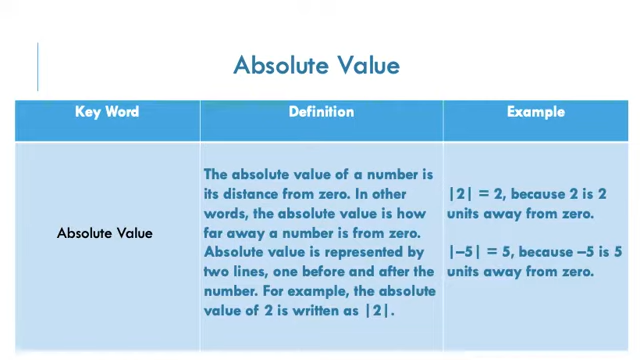 Absolute Value
Key Word
Definition
Example
Absolute Value
The absolute value of a number is
its distance from zero. In other
words, the absolute value is how
far away a number is from zero.
Absolute value is represented by
two lines, one before and after the
number. For example, the absolute
value of 2 is written as |2|.
|2| = 2, because 2 is 2
units away from zero.
|–5| = 5, because –5 is 5
units away from zero.